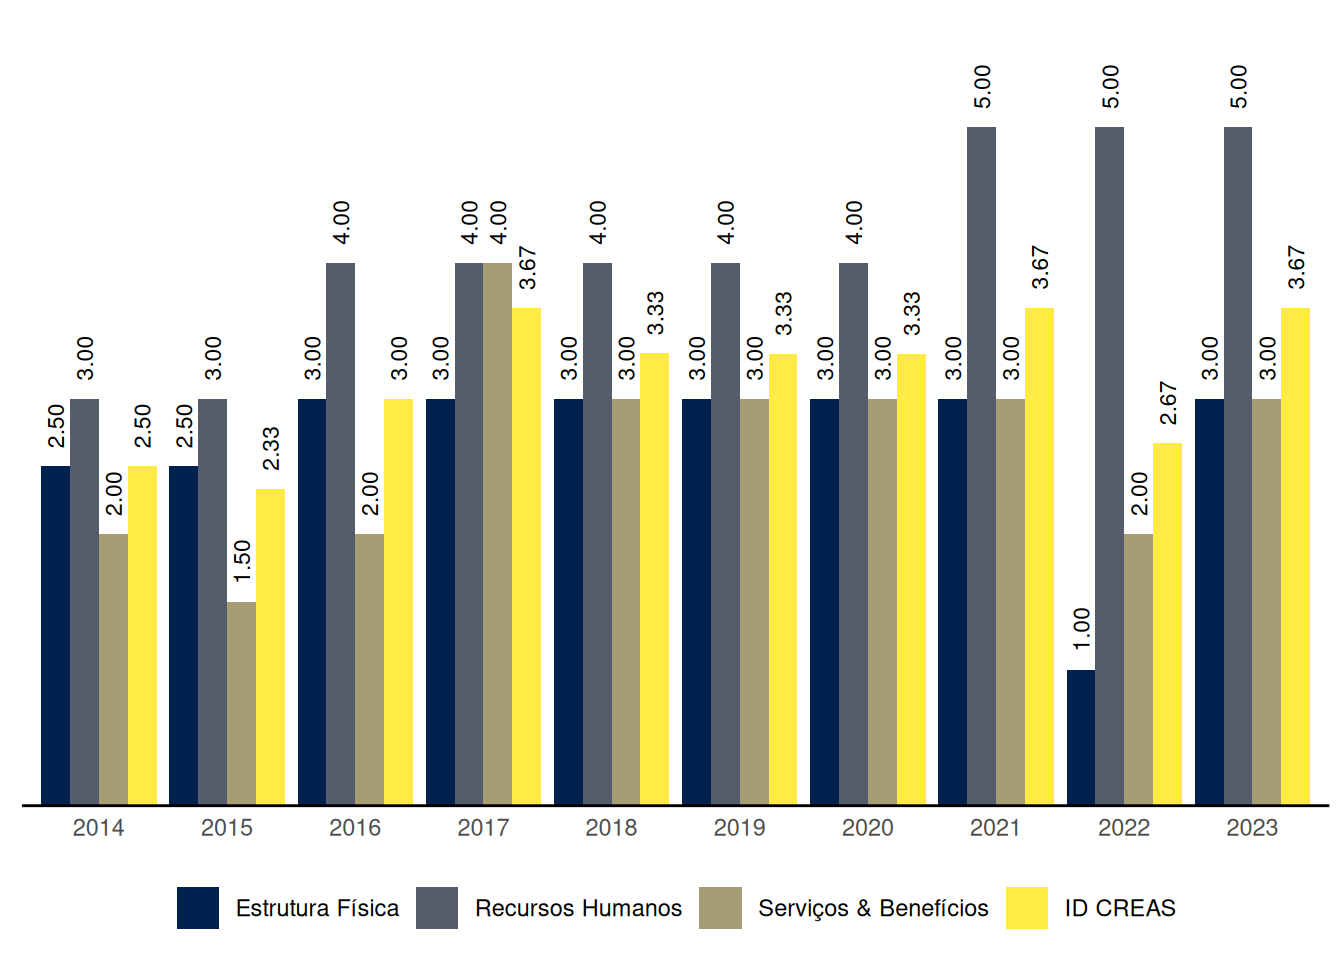 2.50 3.00 2.00 2.50
2.50 3.00 1.50 2.33
3.00 4.00 2.00 3.00
3.00 4.00 4.00 3.67
3.00 4.00 3.00 3.33
3.00 4.00 3.00 3.33
3.00 4.00 3.00 3.33
3.00 5.00 3.00 3.67
1.00 5.00 2.00 2.67
3.00 5.00 3.00 3.67
2014 2015 2016 2017 2018 2019 2020 2021 2022 2023
Estrutura Física Recursos Humanos Serviços & Benefícios ID CREAS